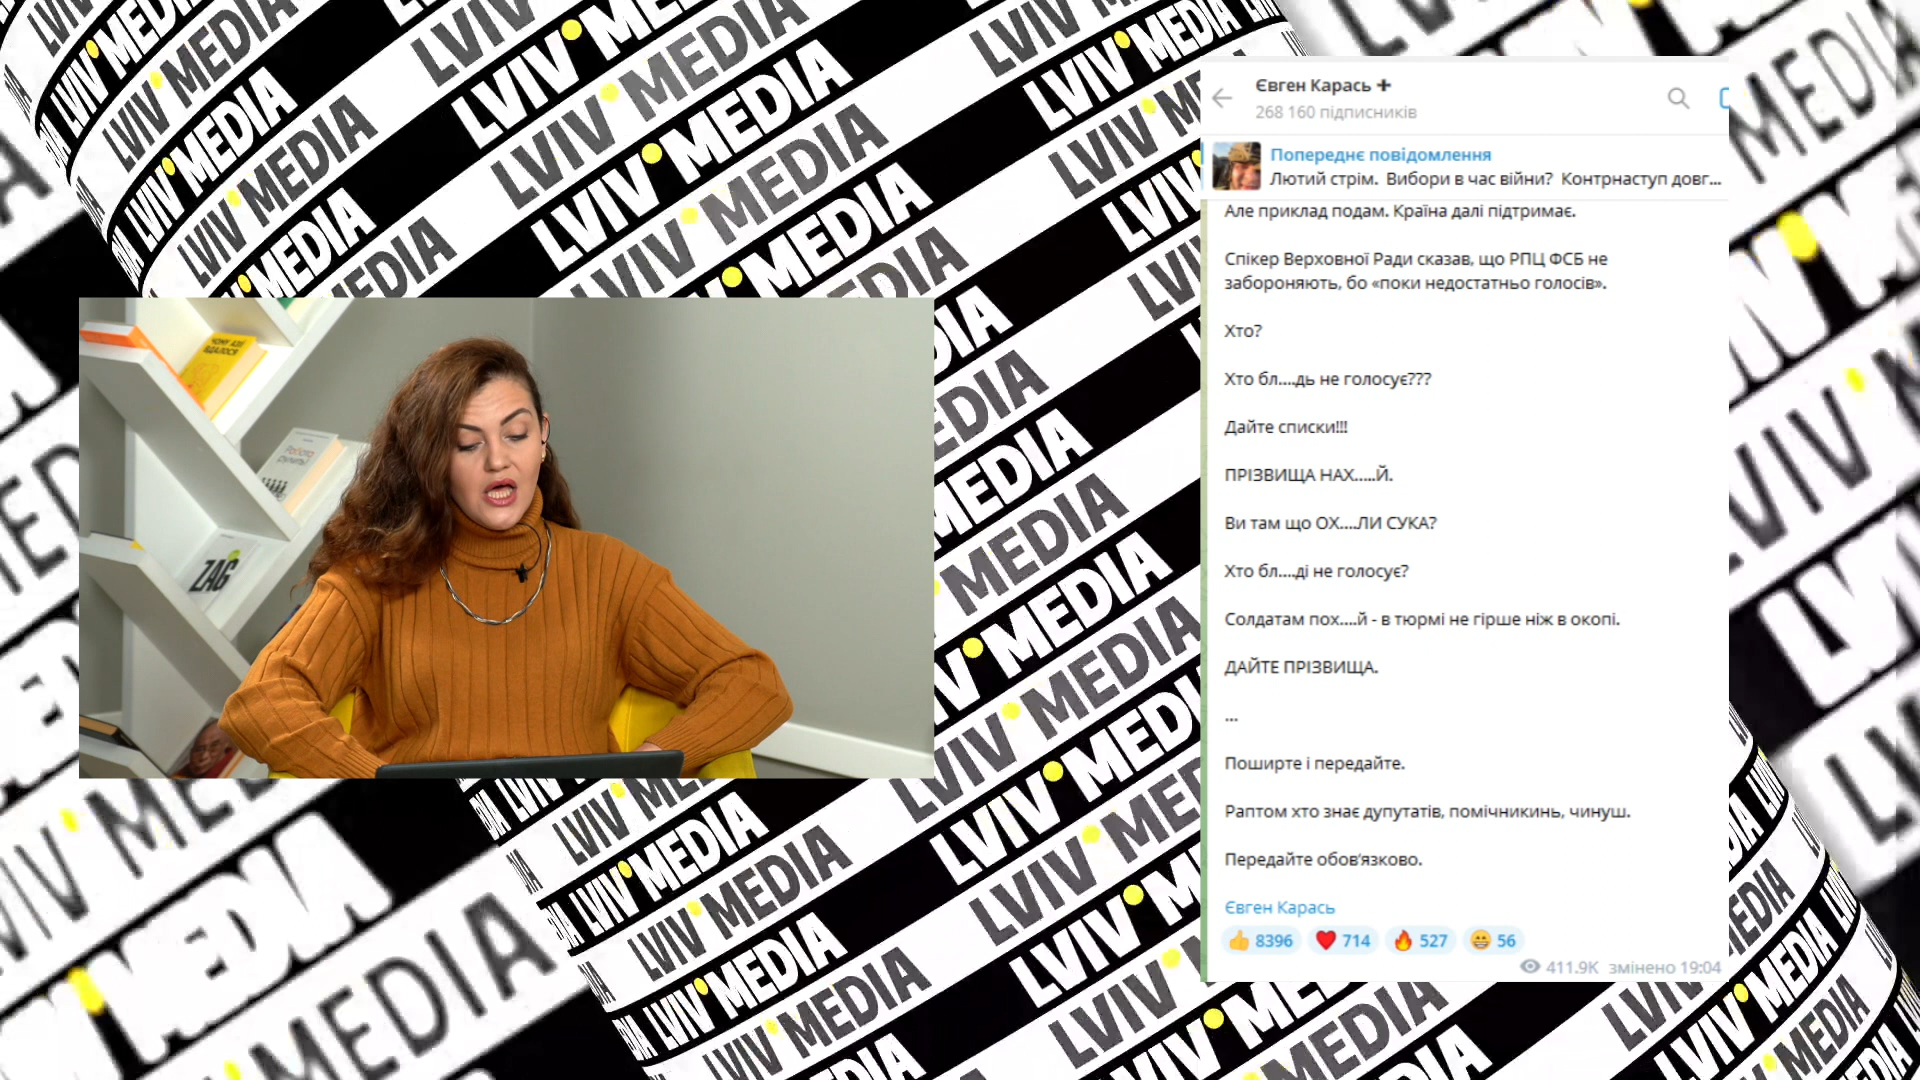 LVIV MEDIA
Євген Карась
268 160 підписників
Попереднє повідомлення
Лютий стрім. Вибори в час війни? Контрнаступ довг...
Але приклад подам. Країна далі підтримає.
Спікер Верховної Ради сказав, що РПЦ ФСБ не
забороняють, бо «поки недостатньо голосів».
Хто?
Хто бл....дь не голосує???
Дайте списки!!!
ПРІЗВИЩА НАХ.....Й.
Ви там що ОХ....ЛИ СУКА?
Хто бл....ді не голосує?
Солдатам пох....й - в тюрмі не гірше ніж в окопі.
ДАЙТЕ ПРІЗВИЩА.
...
Поширте і передайте.
Раптом хто знає дупутатів, помічникинь, чинуш.
Передайте обов'язково.
Євген Карась
8396 714 527 56
411.9K змінено 19:04
ZAG